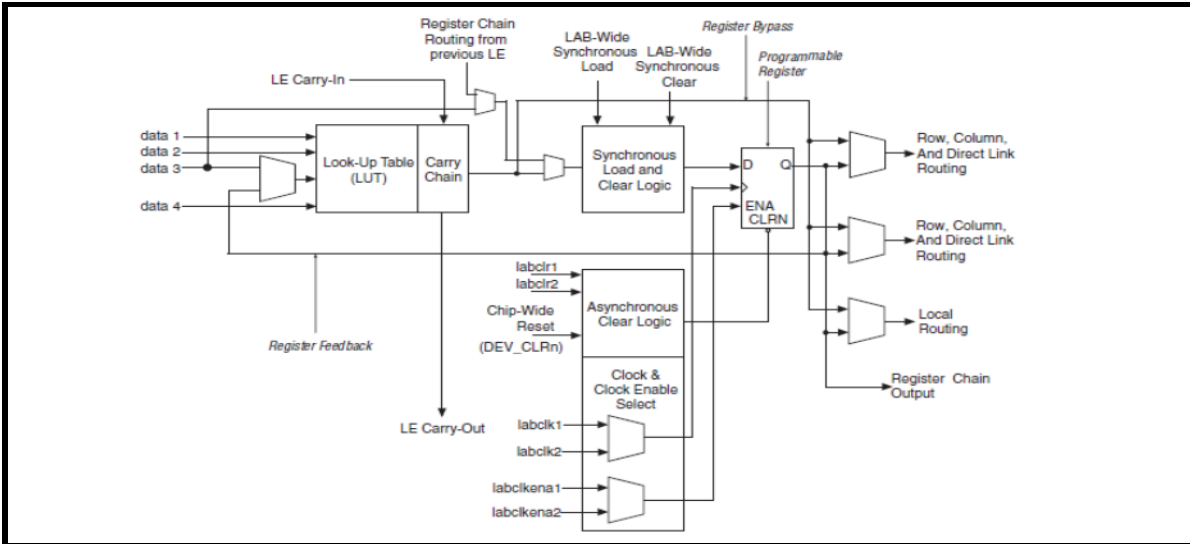 Register Chain
Routing from
previous LE
LAB-Wide
Synchronous
Load
LAB-Wide
Synchronous
Clear
Register Bypass
Programmable
Register
LE Carry-In
data 1
data 2
data 3
data 4
Look-Up Table
(LUT)
Carry
Chain
Synchronous
Load and
Clear Logic
D
Q
ENA
CLRN
Row, Column,
And Direct Link
Routing
Row, Column,
And Direct Link
Routing
Local
Routing
Register Chain
Output
labclr1
labclr2
Chip-Wide
Reset
(DEV_CLRn)
Asynchronous
Clear Logic
Register Feedback
Clock &
Clock Enable
Select
LE Carry-Out
labclk1
labclk2
labclkena1
labclkena2